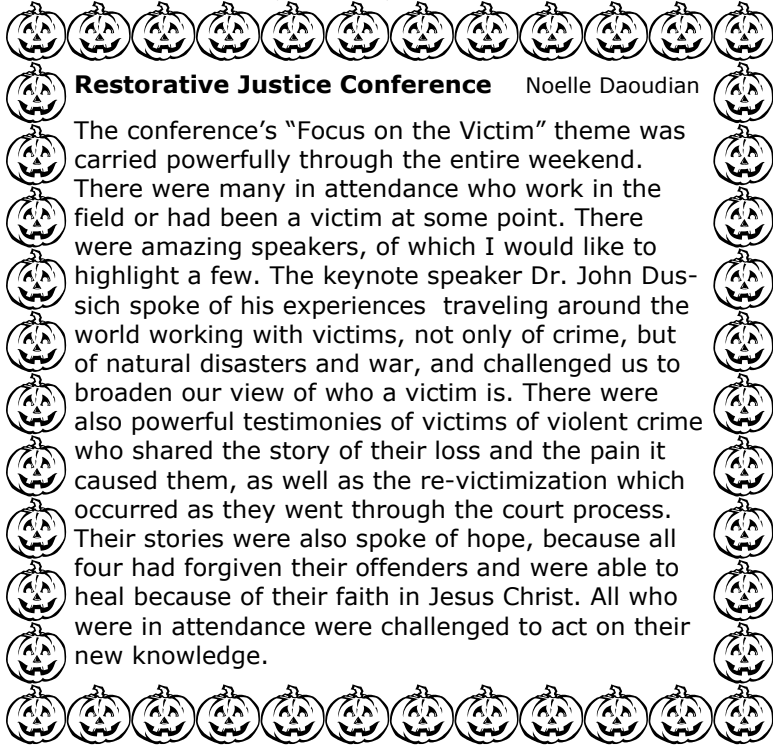 Restorative Justice Conference Noelle Daoudian
The conference's “Focus on the Victim” theme was
carried powerfully through the entire weekend.
There were many in attendance who work in the
field or had been a victim at some point. There
were amazing speakers, of which I would like to
highlight a few. The keynote speaker Dr. John Dus-
sich spoke of his experiences  traveling around the
world working with victims, not only of crime, but
of natural disasters and war, and challenged us to
broaden our view of who a victim is. There were
also powerful testimonies of victims of violent crime
who shared the story of their loss and the pain it
caused them, as well as the re-victimization which
occurred as they went through the court process.
Their stories were also spoke of hope, because all
four had forgiven their offenders and were able to
heal because of their faith in Jesus Christ. All who
were in attendance were challenged to act on their
new knowledge.